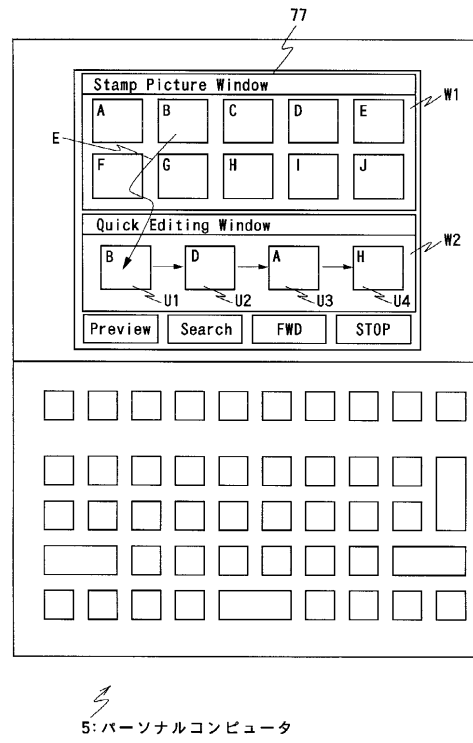 77
Stamp Picture Window
W1
A B C D E
E
F G H I J
Quick Editing Window
W2
B D A H
U1 U2 U3 U4
Preview Search FWD STOP
5:パーソナルコンピュータ